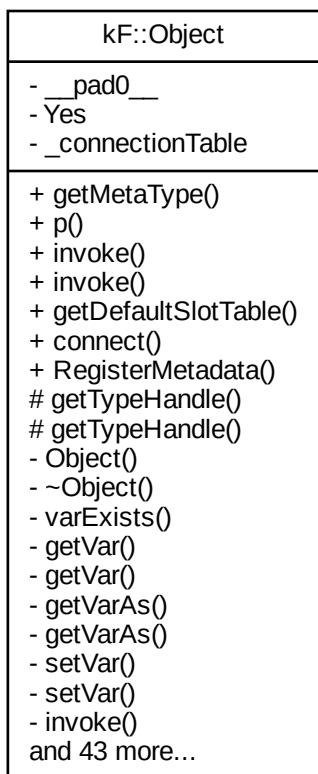 kF::Object
- __pad0__
- Yes
- _connectionTable
+ getMetaType()
+ p()
+ invoke()
+ invoke()
+ getDefaultSlotTable()
+ connect()
+ RegisterMetadata()
# getTypeHandle()
# getTypeHandle()
- Object()
- ~Object()
- varExists()
- getVar()
- getVar()
- getVarAs()
- getVarAs()
- setVar()
- setVar()
- invoke()
and 43 more...